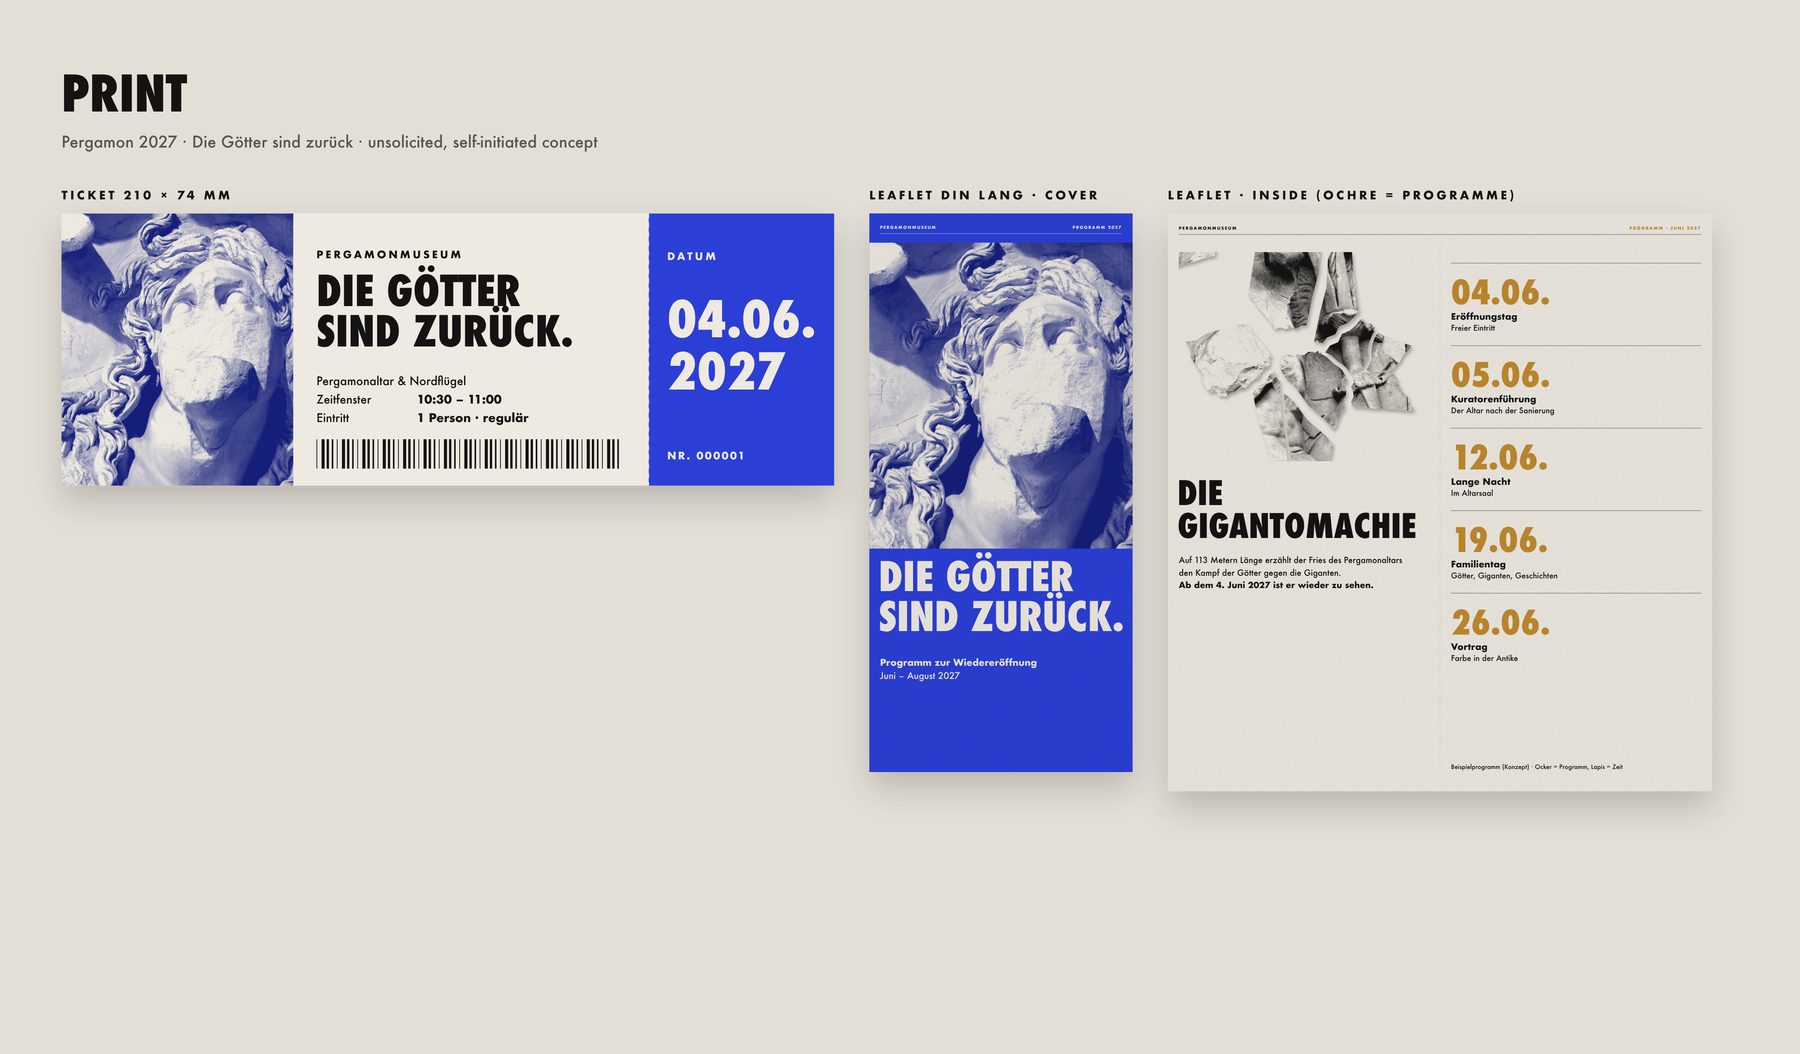 PRINT
Pergamon 2027 · Die Götter sind zurück · unsolicited, self-initiated concept
TICKET 210 × 74 MM
PERGAMONMUSEUM
DIE GÖTTER
SIND ZURÜCK.
Pergamonaltar & Nordflügel
Zeitfenster 10:30 – 11:00
Eintritt 1 Person · regulär
DATUM
04.06.
2027
NR. 000001
LEAFLET DIN LANG · COVER
PERGAMONMUSEUM PROGRAMM 2027
DIE GÖTTER
SIND ZURÜCK.
Programm zur Wiedereröffnung
Juni – August 2027
LEAFLET · INSIDE (OCHRE = PROGRAMME)
PERGAMONMUSEUM PROGRAMM · JUNI 2027
DIE
GIGANTOMACHIE
Auf 113 Metern Länge erzählt der Fries des Pergamonaltars
den Kampf der Götter gegen die Giganten.
Ab dem 4. Juni 2027 ist er wieder zu sehen.
04.06.
Eröffnungstag
Freier Eintritt
05.06.
Kuratorenführung
Der Altar nach der Sanierung
12.06.
Lange Nacht
Im Altarsaal
19.06.
Familientag
Götter, Giganten, Geschichten
26.06.
Vortrag
Farbe in der Antike
Beispielprogramm (Konzept) · Ocker = Programm, Lapis = Zeit